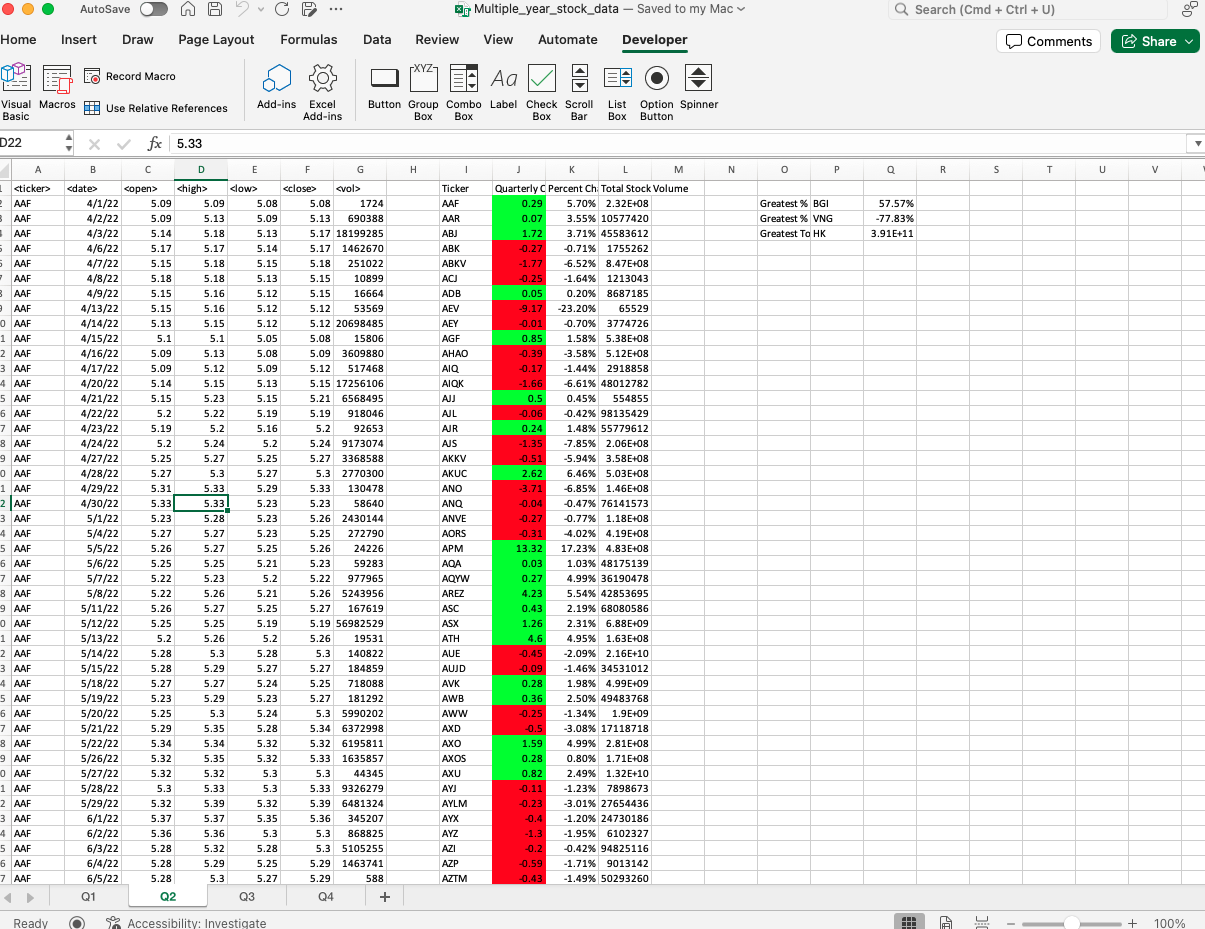 AutoSave Multiple_year_stock_data — Saved to my Mac Search (Cmd + Ctrl + U)
Home Insert Draw Page Layout Formulas Data Review View Automate Developer Comments Share
Record Macro
Use Relative References
Visual Basic Macros Add-ins Excel Add-ins Button Group Box Combo Box Label Check Box Scroll Bar List Box Option Button Spinner
XYZ Aa
D22 fx 5.33
A B C D E F G H I J K L M N O P Q R S T U V
<ticker> <date> <open> <high> <low> <close> <vol> Ticker Quarterly C Percent Ch Total Stock Volume
AAF 4/1/22 5.09 5.09 5.08 5.08 1724 AAF 0.29 5.70% 2.32E+08 Greatest % BGI 57.57%
AAF 4/2/22 5.09 5.13 5.09 5.13 690388 AAR 0.07 3.55% 10577420 Greatest % VNG -77.83%
AAF 4/3/22 5.14 5.18 5.13 5.17 18199285 ABJ 1.72 3.71% 45583612 Greatest To HK 3.91E+11
AAF 4/6/22 5.17 5.17 5.14 5.17 1462670 ABK -0.27 -0.71% 1755262
AAF 4/7/22 5.15 5.18 5.15 5.18 251022 ABKV -1.77 -6.52% 8.47E+08
AAF 4/8/22 5.18 5.18 5.13 5.15 10899 ACJ -0.25 -1.64% 1213043
AAF 4/9/22 5.15 5.16 5.12 5.15 16664 ADB 0.05 0.20% 8687185
AAF 4/13/22 5.15 5.16 5.12 5.12 53569 AEV -9.17 -23.20% 65529
AAF 4/14/22 5.13 5.15 5.12 5.12 20698485 AEY -0.01 -0.70% 3774726
AAF 4/15/22 5.1 5.1 5.05 5.08 15806 AGF 0.85 1.58% 5.38E+08
AAF 4/16/22 5.09 5.13 5.08 5.09 3609880 AHAO -0.39 -3.58% 5.12E+08
AAF 4/17/22 5.09 5.12 5.09 5.12 517468 AIQ -0.17 -1.44% 2918858
AAF 4/20/22 5.14 5.15 5.13 5.15 17256106 AIQK -1.66 -6.61% 48012782
AAF 4/21/22 5.15 5.23 5.15 5.21 6568495 AJJ 0.5 0.45% 554855
AAF 4/22/22 5.2 5.22 5.19 5.19 918046 AJL -0.06 -0.42% 98135429
AAF 4/23/22 5.19 5.2 5.16 5.2 92653 AJR 0.24 1.48% 55779612
AAF 4/24/22 5.2 5.24 5.2 5.24 9173074 AJS -1.35 -7.85% 2.06E+08
AAF 4/27/22 5.25 5.27 5.25 5.27 3368588 AKKV -0.51 -5.94% 3.58E+08
AAF 4/28/22 5.27 5.3 5.27 5.3 2770300 AKUC 2.62 6.46% 5.03E+08
AAF 4/29/22 5.31 5.33 5.29 5.33 130478 ANO -3.71 -6.85% 1.46E+08
AAF 4/30/22 5.33 5.33 5.23 5.23 58640 ANQ -0.04 -0.47% 76141573
AAF 5/1/22 5.23 5.28 5.23 5.26 2430144 ANVE -0.27 -0.77% 1.18E+08
AAF 5/4/22 5.27 5.27 5.23 5.25 272790 AORS -0.31 -4.02% 4.19E+08
AAF 5/5/22 5.26 5.27 5.25 5.26 24226 APM 13.32 17.23% 4.83E+08
AAF 5/6/22 5.25 5.25 5.21 5.23 59283 AQA 0.03 1.03% 48175139
AAF 5/7/22 5.22 5.23 5.2 5.22 977965 AQYW 0.27 4.99% 36190478
AAF 5/8/22 5.22 5.26 5.21 5.26 5243956 AREZ 4.23 5.54% 42853695
AAF 5/11/22 5.26 5.27 5.25 5.27 167619 ASC 0.43 2.19% 68080586
AAF 5/12/22 5.25 5.25 5.19 5.19 56982529 ASX 1.26 2.31% 6.88E+09
AAF 5/13/22 5.2 5.26 5.2 5.26 19531 ATH 4.6 4.95% 1.63E+08
AAF 5/14/22 5.28 5.3 5.28 5.3 140822 AUE -0.45 -2.09% 2.16E+10
AAF 5/15/22 5.28 5.29 5.27 5.27 184859 AUJD -0.09 -1.46% 34531012
AAF 5/18/22 5.27 5.27 5.24 5.25 718088 AVK 0.28 1.98% 4.99E+09
AAF 5/19/22 5.23 5.29 5.23 5.27 181292 AWB 0.36 2.50% 49483768
AAF 5/20/22 5.25 5.3 5.24 5.3 5990202 AWW -0.25 -1.34% 1.9E+09
AAF 5/21/22 5.29 5.35 5.28 5.34 6372998 AXD -0.5 -3.08% 17118718
AAF 5/22/22 5.34 5.34 5.32 5.32 6195811 AXO 1.59 4.99% 2.81E+08
AAF 5/26/22 5.32 5.35 5.32 5.33 1635857 AXOS 0.28 0.80% 1.71E+08
AAF 5/27/22 5.32 5.32 5.3 5.3 44345 AXU 0.82 2.49% 1.32E+10
AAF 5/28/22 5.3 5.33 5.3 5.33 9326279 AYJ -0.11 -1.23% 7898673
AAF 5/29/22 5.32 5.39 5.32 5.39 6481324 AYLM -0.23 -3.01% 27654436
AAF 6/1/22 5.37 5.37 5.35 5.36 345207 AYX -0.4 -1.20% 24730186
AAF 6/2/22 5.36 5.36 5.3 5.3 868825 AYZ -1.3 -1.95% 6102327
AAF 6/3/22 5.28 5.32 5.28 5.3 5105255 AZI -0.2 -0.42% 94825116
AAF 6/4/22 5.28 5.29 5.25 5.29 1463741 AZP -0.59 -1.71% 9013142
AAF 6/5/22 5.28 5.3 5.27 5.29 588 AZTM -0.43 -1.49% 50293260
Q1 Q2 Q3 Q4 +
Ready Accessibility: Investigate 100%